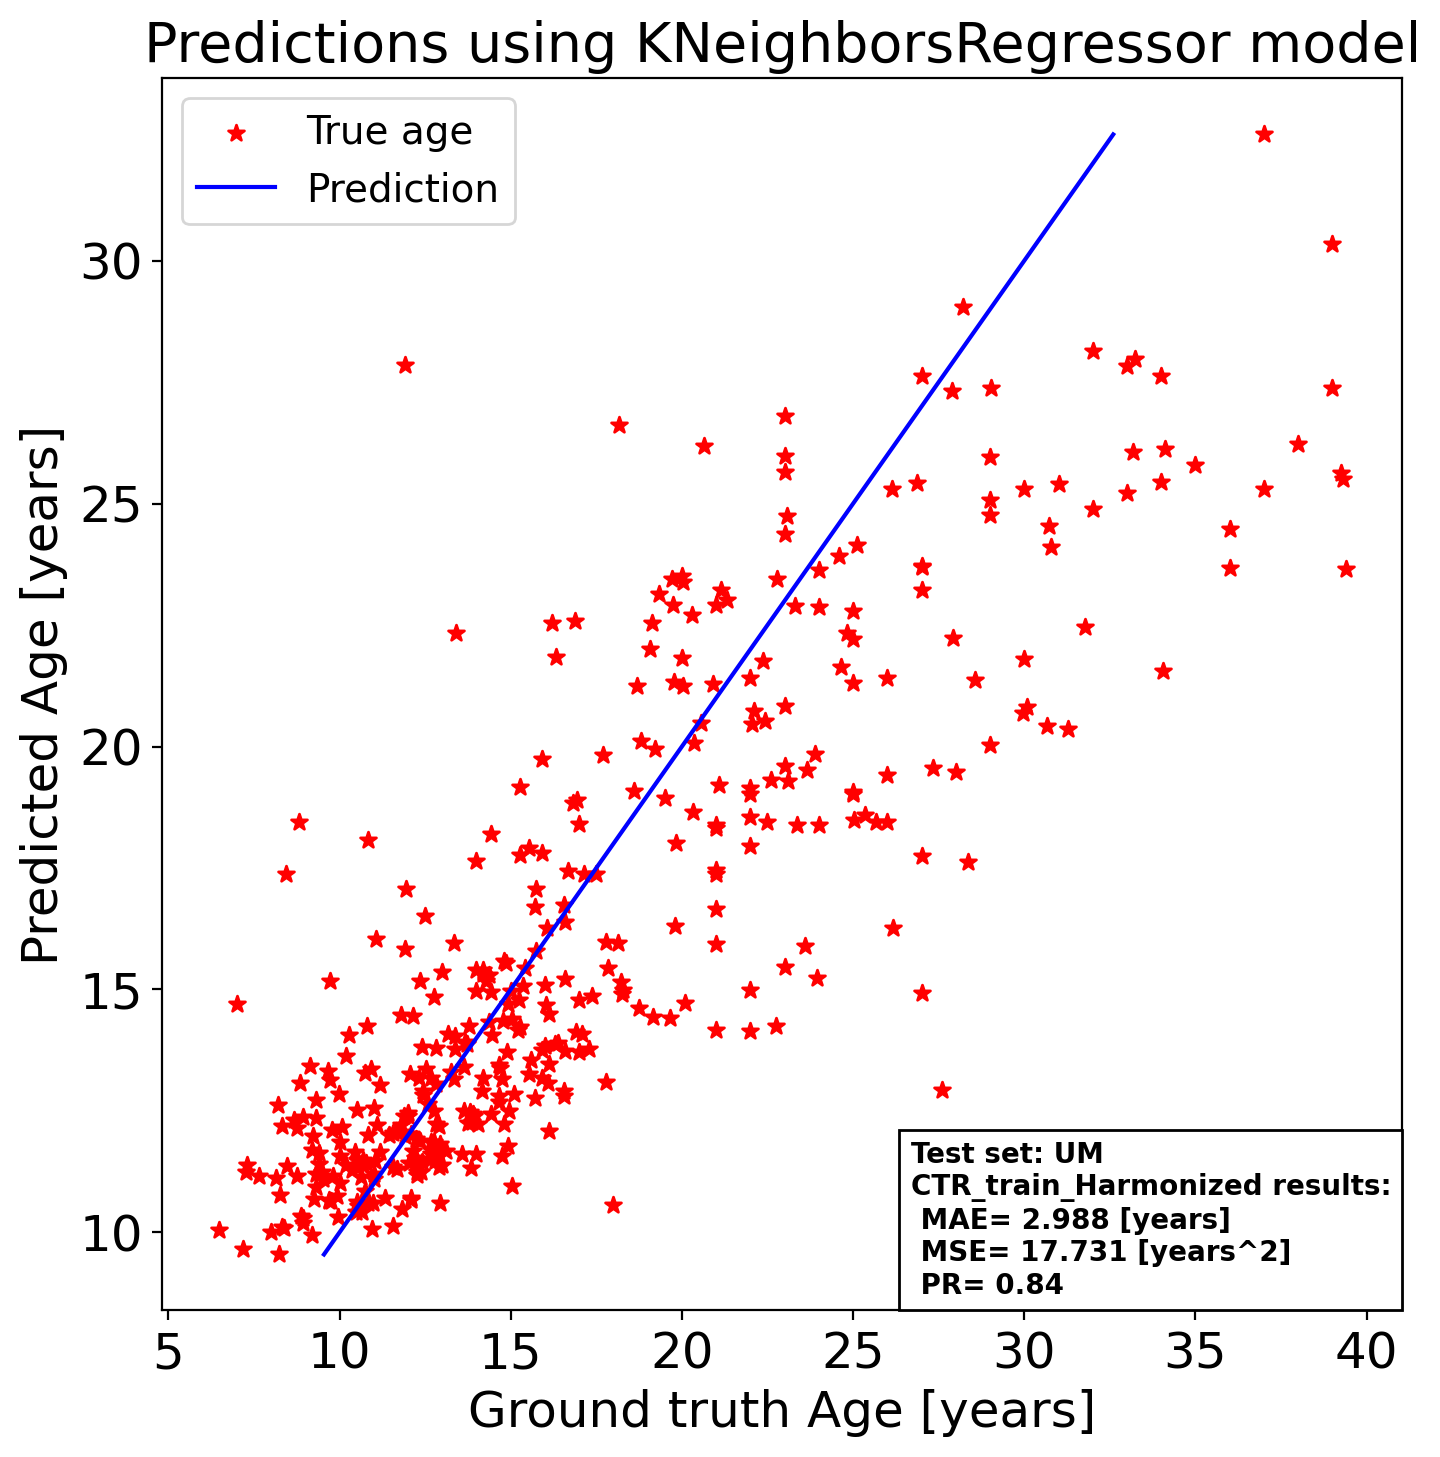 Predictions using KNeighborsRegressor model
True age
Prediction
Predicted Age [years]
30
25
20
15
10
Test set: UM
CTR_train_Harmonized results:
MAE= 2.988 [years]
MSE= 17.731 [years^2]
PR= 0.84
5 10 15 20 25 30 35 40
Ground truth Age [years]